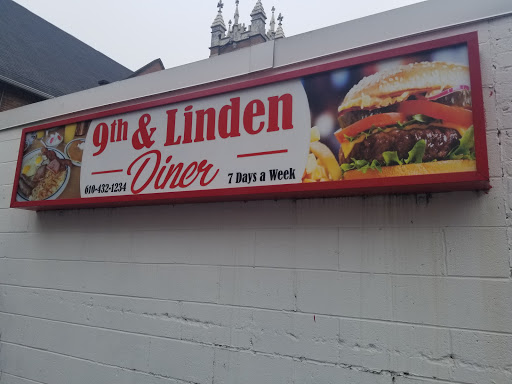 9th & Linden
Diner
610-432-1234
7 Days a Week